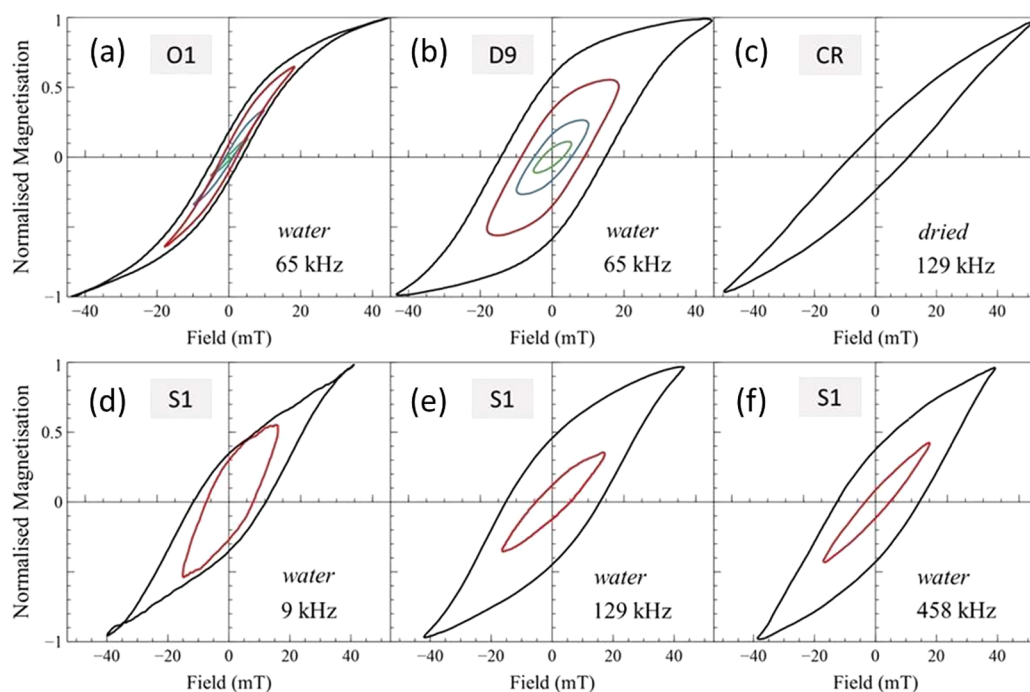 Normalised Magnetisation
1
0.5
0
−1
(a) O1
water
65 kHz
−40 −20 0 20 40
Field (mT)
(b) D9
water
65 kHz
−40 −20 0 20 40
Field (mT)
(c) CR
dried
129 kHz
−40 −20 0 20 40
Field (mT)
Normalised Magnetisation
1
0.5
0
−1
(d) S1
water
9 kHz
−40 −20 0 20 40
Field (mT)
(e) S1
water
129 kHz
−40 −20 0 20 40
Field (mT)
(f) S1
water
458 kHz
−40 −20 0 20 40
Field (mT)